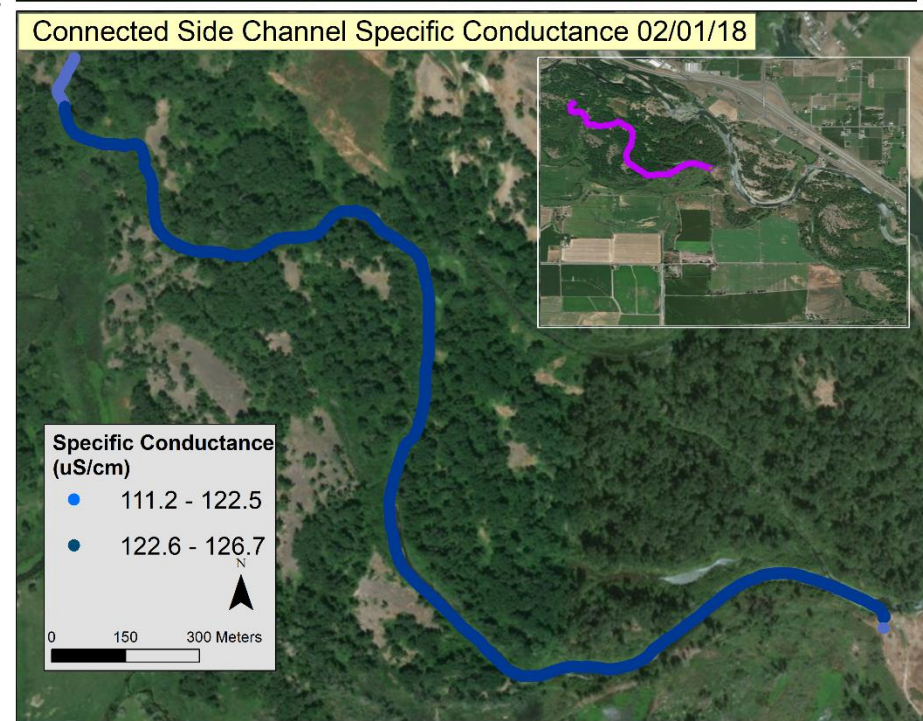 Connected Side Channel Specific Conductance 02/01/18
Specific Conductance
(uS/cm)
111.2 - 122.5
122.6 - 126.7
N
0 150 300 Meters